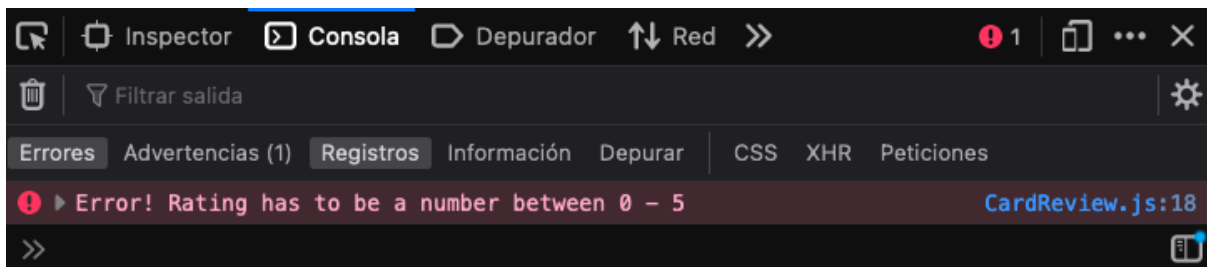 Inspector Consola Depurador Red 1
Filtrar salida
Errores Advertencias (1) Registros Información Depurar CSS XHR Peticiones
Error! Rating has to be a number between 0 – 5 CardReview.js:18